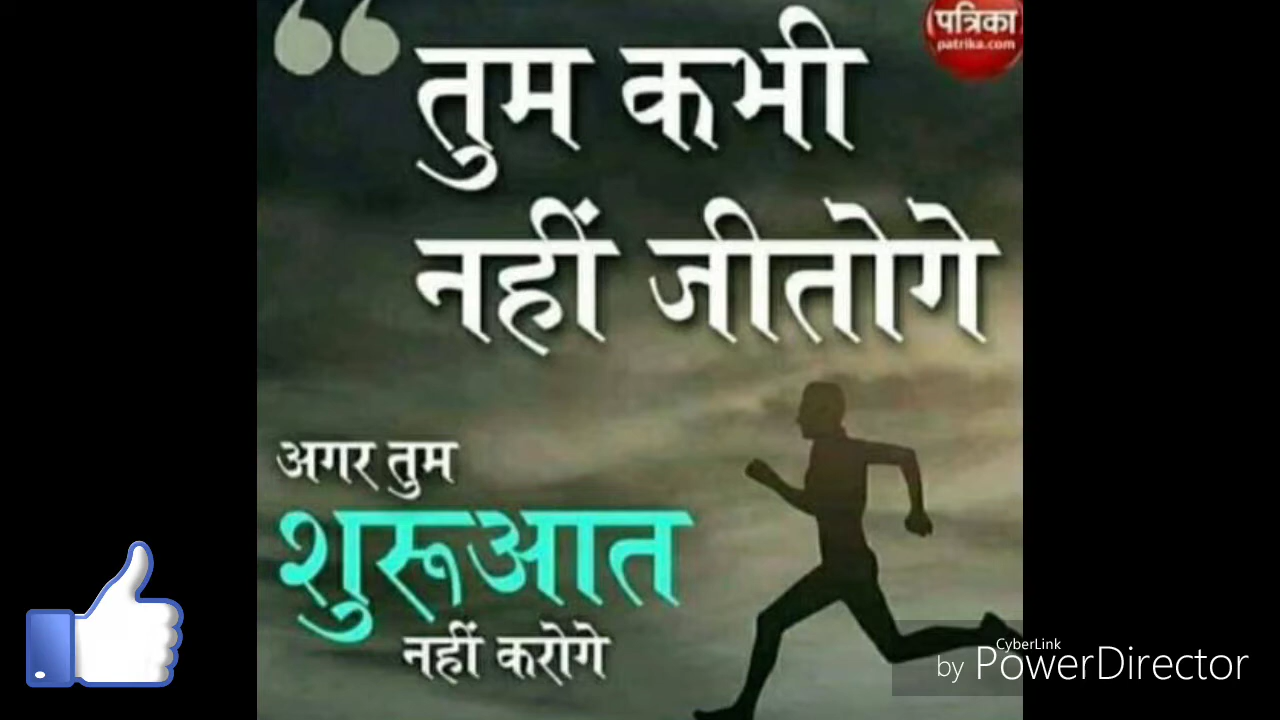 पत्रिका
patrika.com
“ तुम कभी
नहीं जीतोगे
अगर तुम
शुरूआत
नहीं करोगे
CyberLink
by PowerDirector